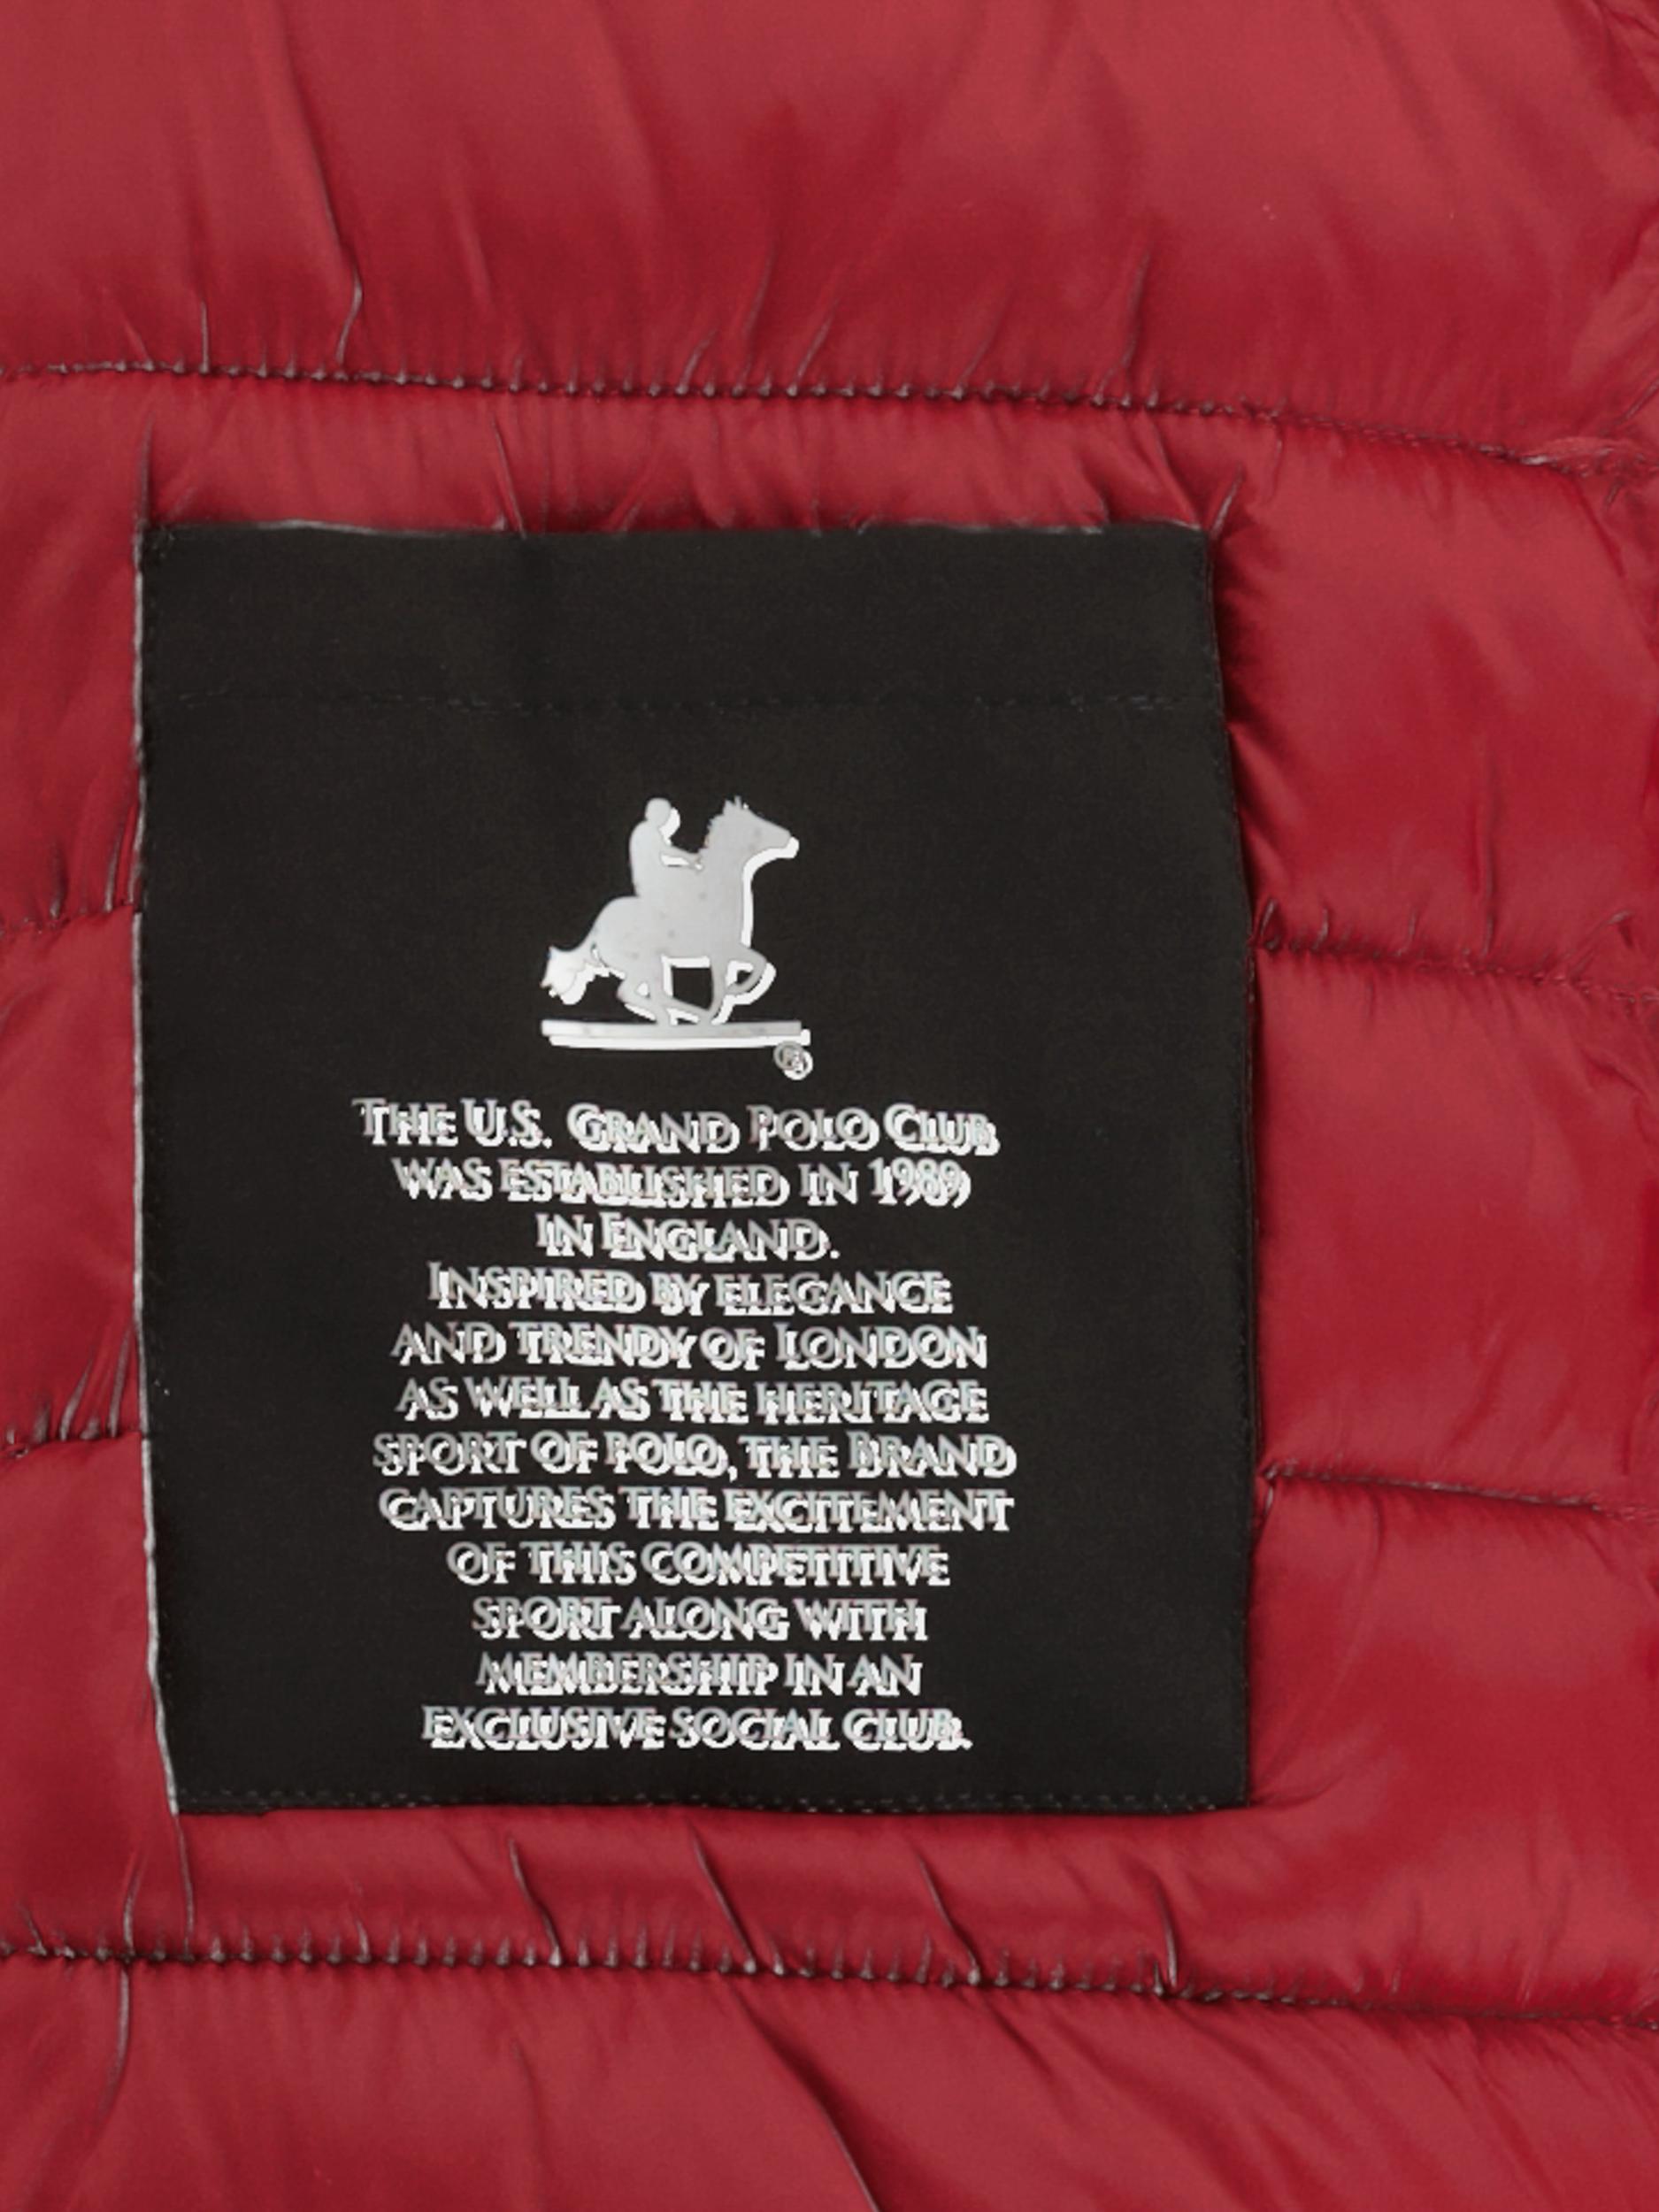 THE U.S. GRAND POLO CLUB
WAS ESTABLISHED IN 1989
IN ENGLAND.
INSPIRED BY ELEGANCE
AND TRENDY OF LONDON
AS WELL AS THE HERITAGE
SPORT OF POLO, THE BRAND
CAPTURES THE EXCITEMENT
OF THIS COMPETITIVE
SPORT ALONG WITH
MEMBERSHIP IN AN
EXCLUSIVE SOCIAL CLUB.